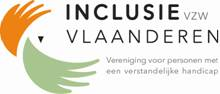 INCLUSIE VZW
VLAANDEREN
Vereniging voor personen met
een verstandelijke handicap